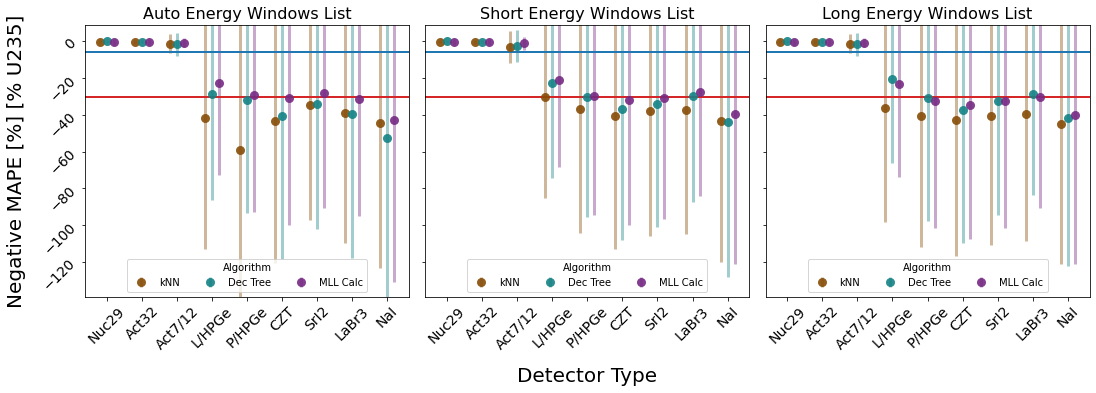 Auto Energy Windows List
Short Energy Windows List
Long Energy Windows List
Negative MAPE [%] [% U235]
0
−20
−40
−60
−80
−100
−120
Algorithm
kNN Dec Tree MLL Calc
Algorithm
kNN Dec Tree MLL Calc
Algorithm
kNN Dec Tree MLL Calc
Nuc29 Act32 Act7/12 L/HPGe P/HPGe CZT SrI2 LaBr3 NaI
Nuc29 Act32 Act7/12 L/HPGe P/HPGe CZT SrI2 LaBr3 NaI
Nuc29 Act32 Act7/12 L/HPGe P/HPGe CZT SrI2 LaBr3 NaI
Detector Type